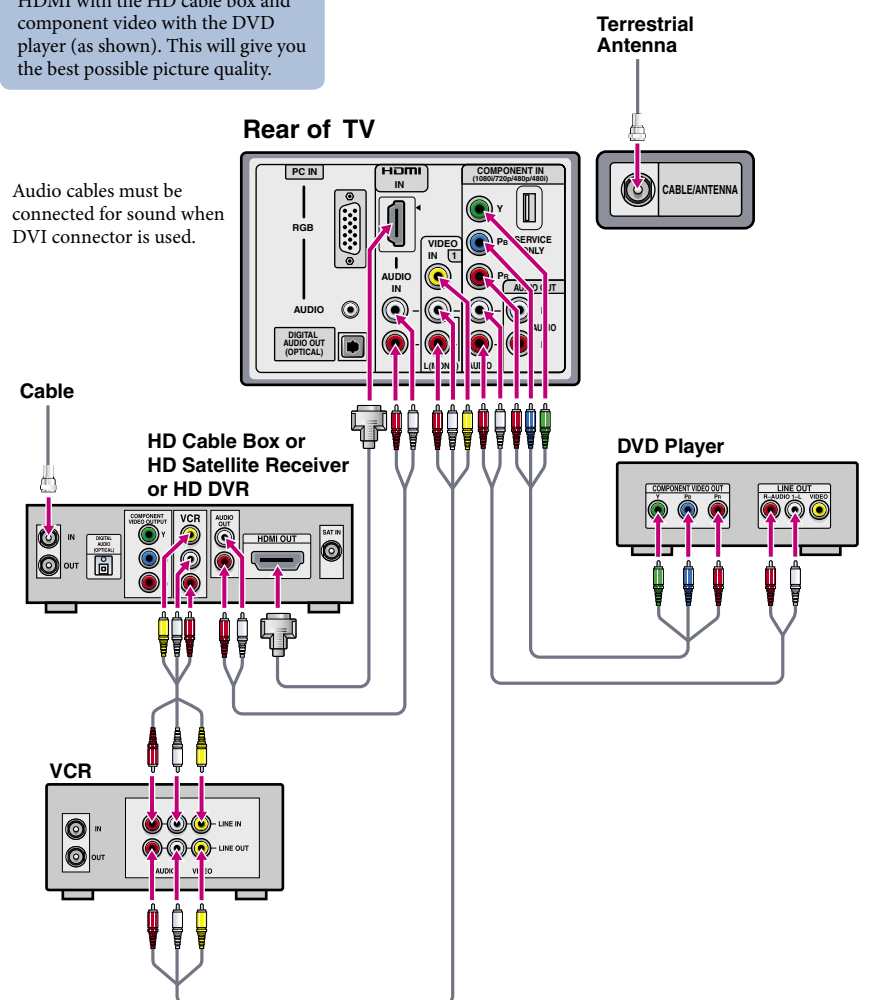 HDMI with the HD cable box and
component video with the DVD
player (as shown). This will give you
the best possible picture quality.
Terrestrial
Antenna
Rear of TV
Audio cables must be
connected for sound when
DVI connector is used.
PC IN
RGB
AUDIO
DIGITAL
AUDIO OUT
(OPTICAL)
HDMI
IN
AUDIO
IN
VIDEO
IN 1
L(MONO)
COMPONENT IN
(1080i/720p/480p/480i)
Y
PB
PR
SERVICE
ONLY
AUDIO OUT
AUDIO
AUDIO
CABLE/ANTENNA
Cable
HD Cable Box or
HD Satellite Receiver
or HD DVR
IN
OUT
DIGITAL
AUDIO
(OPTICAL)
COMPONENT
VIDEO OUTPUT
Y
VCR
AUDIO
OUT
HDMI OUT
SAT IN
DVD Player
COMPONENT VIDEO OUT
Y PB PR
LINE OUT
R–AUDIO 1–L VIDEO
VCR
IN
OUT
LINE IN
LINE OUT
AUDIO VIDEO